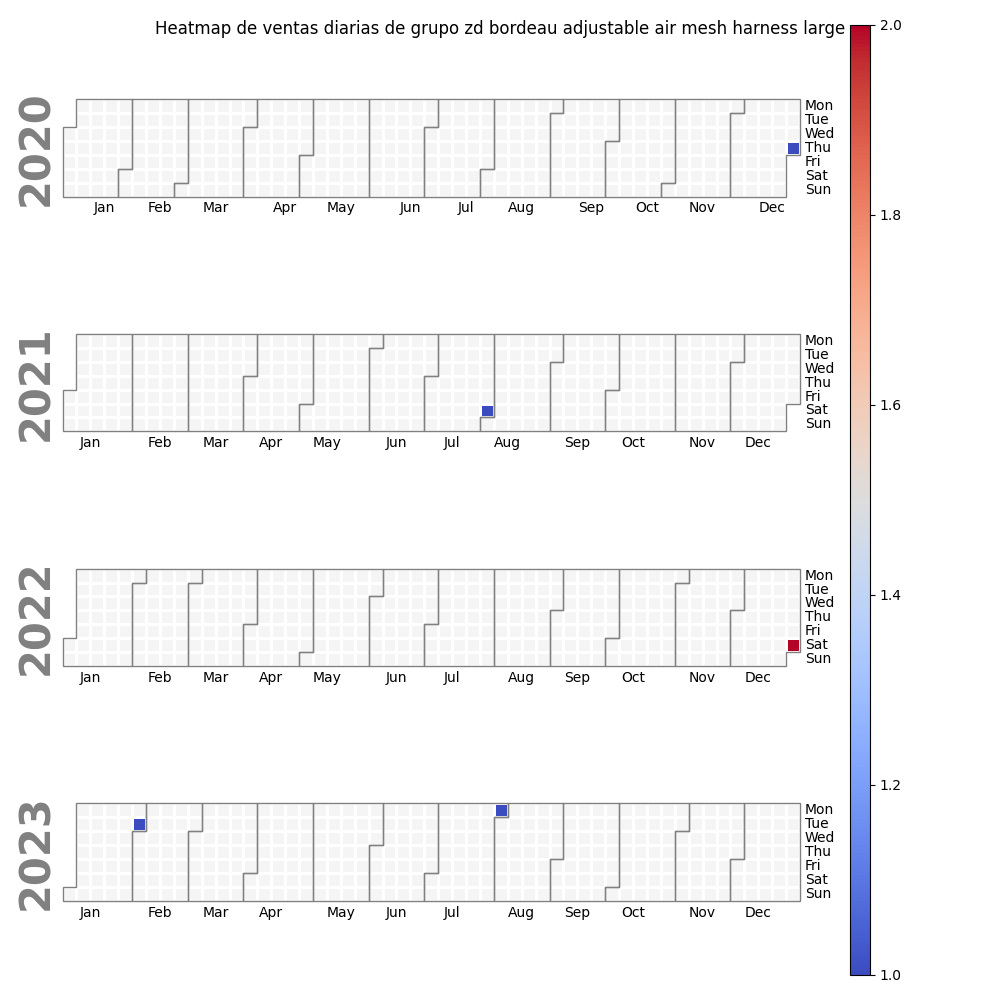 Heatmap de ventas diarias de grupo zd bordeau adjustable air mesh harness large
2.0
1.8
1.6
1.4
1.2
1.0
2020
Mon
Tue
Wed
Thu
Fri
Sat
Sun
Jan Feb Mar Apr May Jun Jul Aug Sep Oct Nov Dec
2021
Mon
Tue
Wed
Thu
Fri
Sat
Sun
Jan Feb Mar Apr May Jun Jul Aug Sep Oct Nov Dec
2022
Mon
Tue
Wed
Thu
Fri
Sat
Sun
Jan Feb Mar Apr May Jun Jul Aug Sep Oct Nov Dec
2023
Mon
Tue
Wed
Thu
Fri
Sat
Sun
Jan Feb Mar Apr May Jun Jul Aug Sep Oct Nov Dec